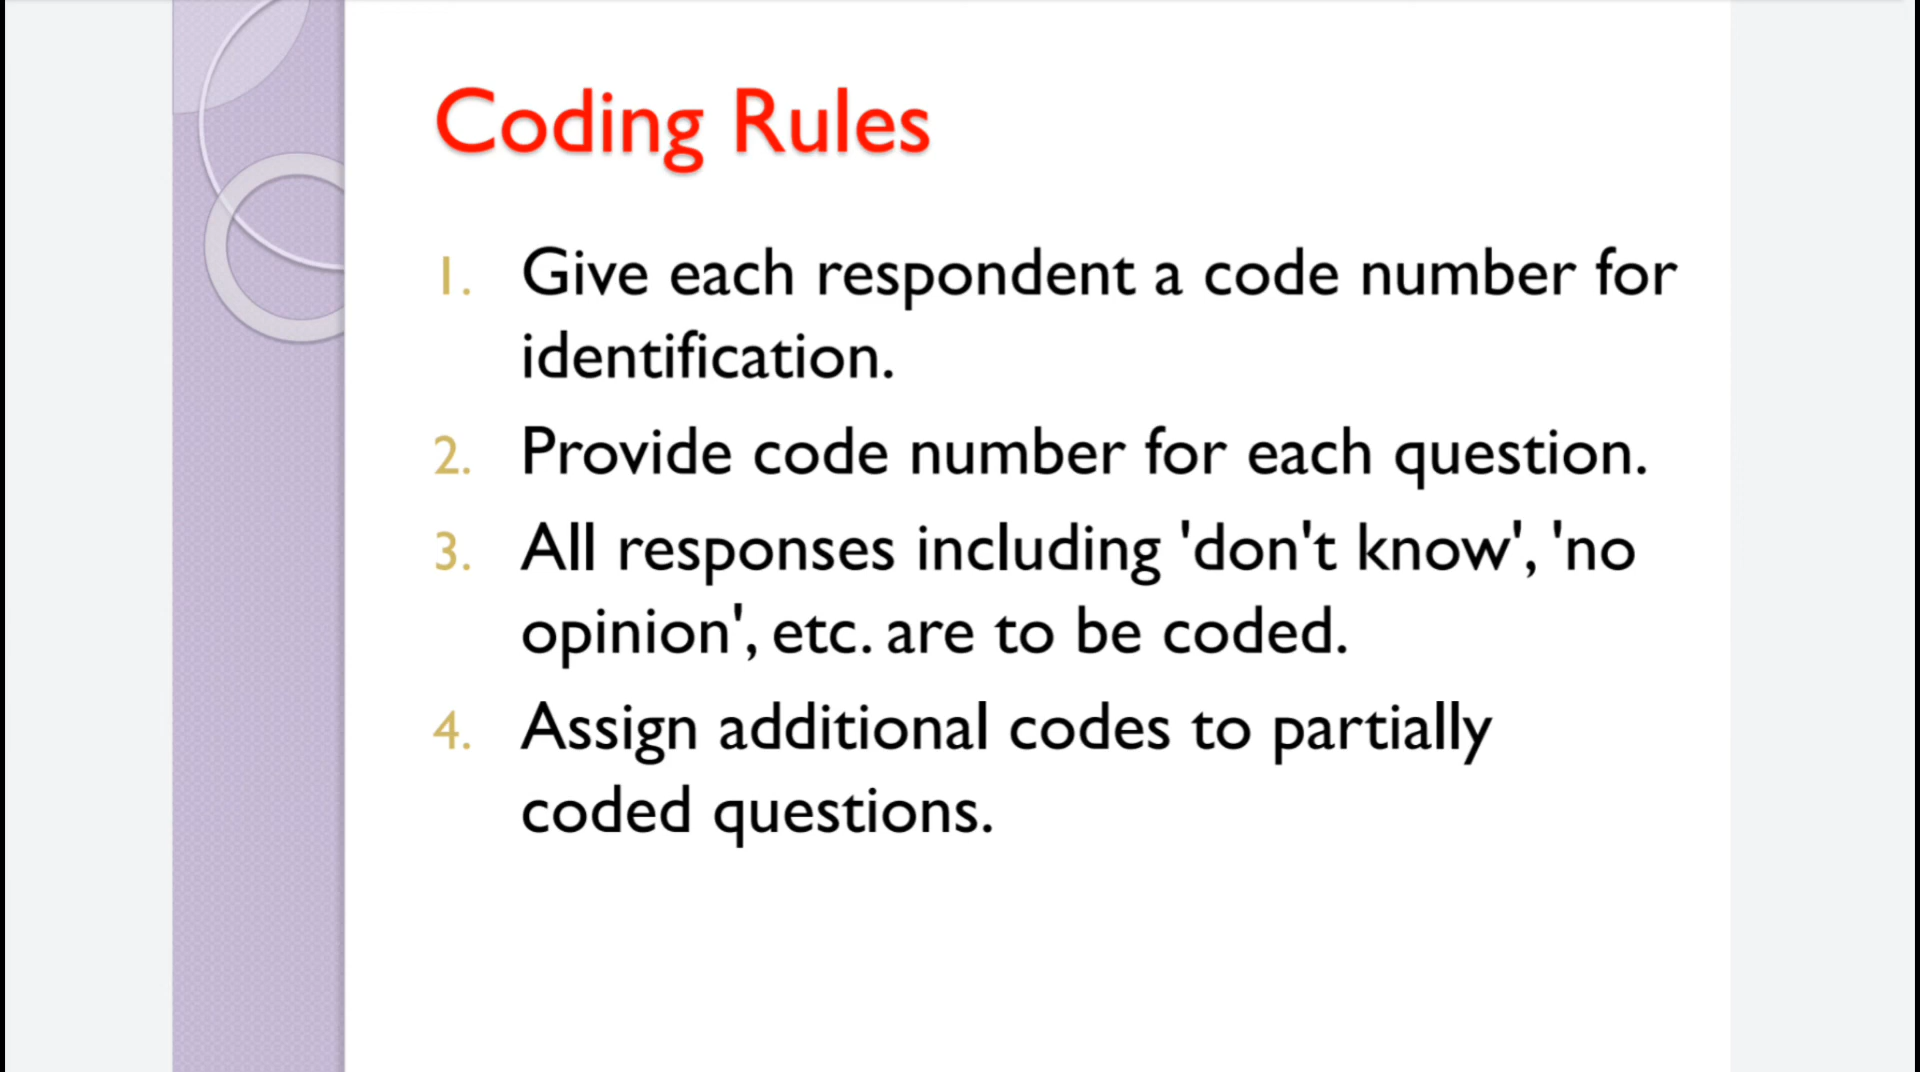 Coding Rules
1. Give each respondent a code number for
identification.
2. Provide code number for each question.
3. All responses including 'don't know', 'no
opinion', etc. are to be coded.
4. Assign additional codes to partially
coded questions.